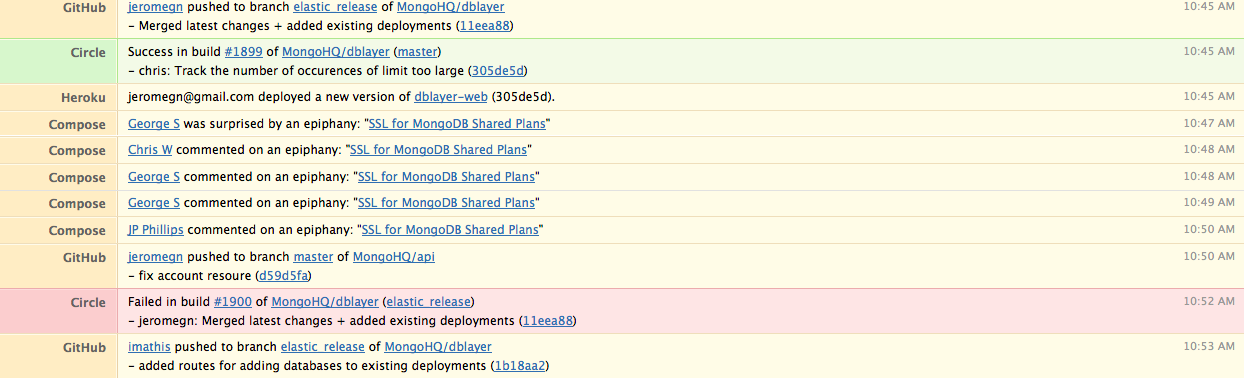 GitHub jeromegn pushed to branch elastic_release of MongoHQ/dblayer 10:45 AM
- Merged latest changes + added existing deployments (11eea88)
Circle Success in build #1899 of MongoHQ/dblayer (master) 10:45 AM
- chris: Track the number of occurences of limit too large (305de5d)
Heroku jeromegn@gmail.com deployed a new version of dblayer-web (305de5d). 10:45 AM
Compose George S was surprised by an epiphany: "SSL for MongoDB Shared Plans" 10:47 AM
Compose Chris W commented on an epiphany: "SSL for MongoDB Shared Plans" 10:48 AM
Compose George S commented on an epiphany: "SSL for MongoDB Shared Plans" 10:48 AM
Compose George S commented on an epiphany: "SSL for MongoDB Shared Plans" 10:49 AM
Compose JP Phillips commented on an epiphany: "SSL for MongoDB Shared Plans" 10:50 AM
GitHub jeromegn pushed to branch master of MongoHQ/api 10:50 AM
- fix account resoure (d59d5fa)
Circle Failed in build #1900 of MongoHQ/dblayer (elastic_release) 10:52 AM
- jeromegn: Merged latest changes + added existing deployments (11eea88)
GitHub imathis pushed to branch elastic_release of MongoHQ/dblayer 10:53 AM
- added routes for adding databases to existing deployments (1b18aa2)